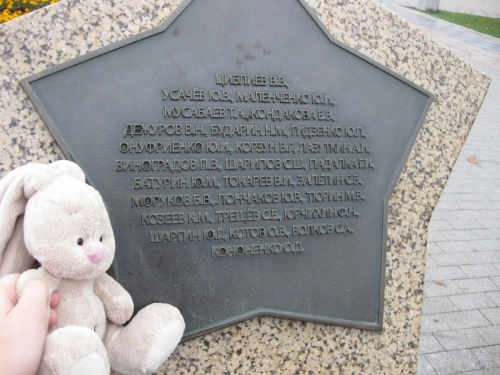 ЦИБЛИЕВ В.В.,
УСАЧЁВ Ю.В., МАЛЕНЧЕНКО Ю.И.,
МУСАБАЕВ Т.А., КОНДАКОВА Е.В.,
ДЕЖУРОВ В.Н., БУДАРИН Н.М., ГИДЗЕНКО Ю.П.,
ОНУФРИЕНКО Ю.И., КОРЗУН В.Г., ЛАЗУТКИН А.И.,
ВИНОГРАДОВ П.В., ШАРИПОВ С.Ш., ПАДАЛКА Г.И.,
БАТУРИН Ю.М., ТОКАРЕВ В.И., ЗАЛЁТИН С.В.,
МОРУКОВ Б.В., ЛОНЧАКОВ Ю.В., ТЮРИН М.В.,
КОЗЕЕВ К.М., ТРЕЩЁВ С.Е., ЮРЧИХИН Ф.Н.,
ШАРГИН Ю.Г., КОТОВ О.В., ВОЛКОВ С.А.,
КОНОНЕНКО О.Д.